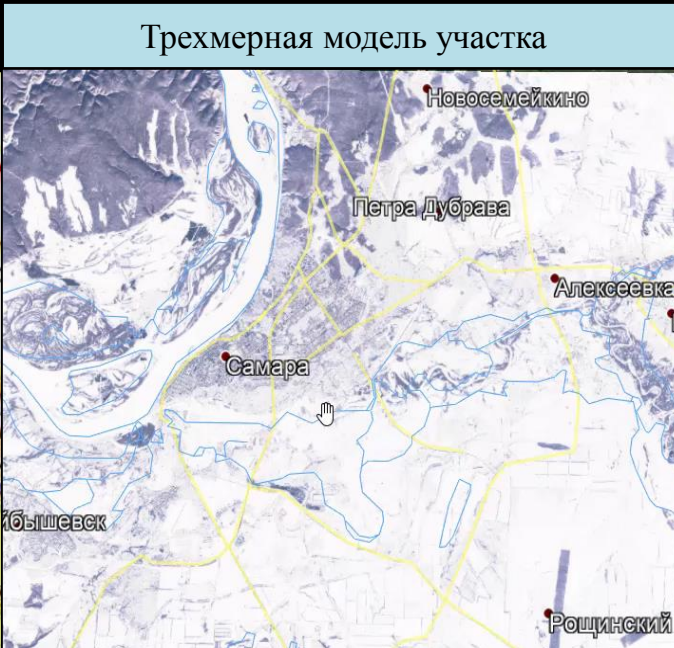 Трехмерная модель участка
Новосемейкино
Петра Дубрава
Алексеевка
Самара
йбышевск
Рощинский